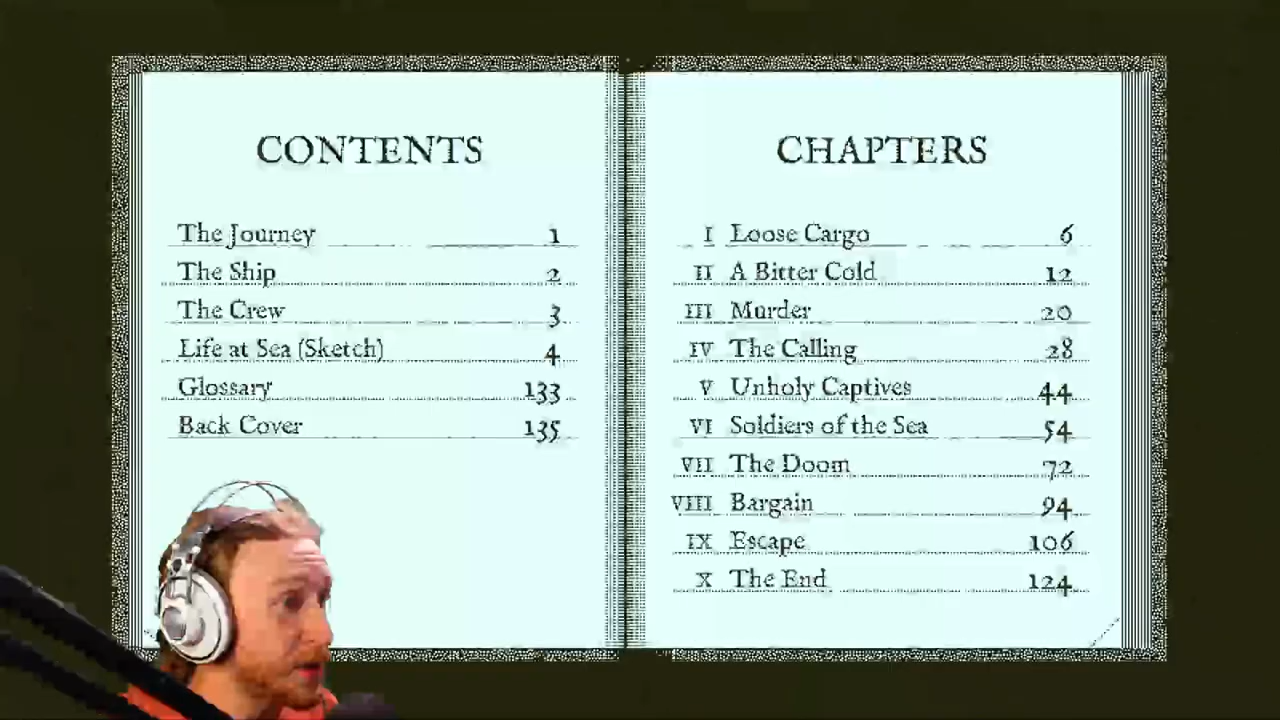 CONTENTS
The Journey 1
The Ship 2
The Crew 3
Life at Sea (Sketch) 4
Glossary 133
Back Cover 135
CHAPTERS
I Loose Cargo 6
II A Bitter Cold 12
III Murder 20
IV The Calling 28
V Unholy Captives 44
VI Soldiers of the Sea 54
VII The Doom 72
VIII Bargain 94
IX Escape 106
X The End 124